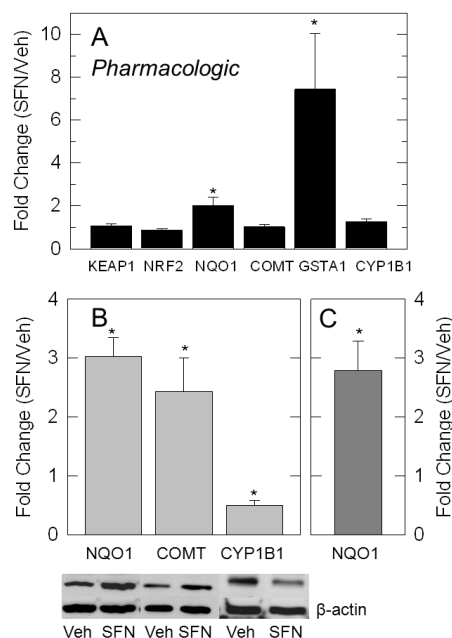 A
Pharmacologic
Fold Change (SFN/Veh)
10
8
6
4
2
0
*
*
KEAP1 NRF2 NQO1 COMT GSTA1 CYP1B1
B
Fold Change (SFN/Veh)
4
3
2
1
0
*
*
*
NQO1 COMT CYP1B1
C
*
4
3
2
1
0
Fold Change (SFN/Veh)
NQO1
β-actin
Veh SFN Veh SFN Veh SFN